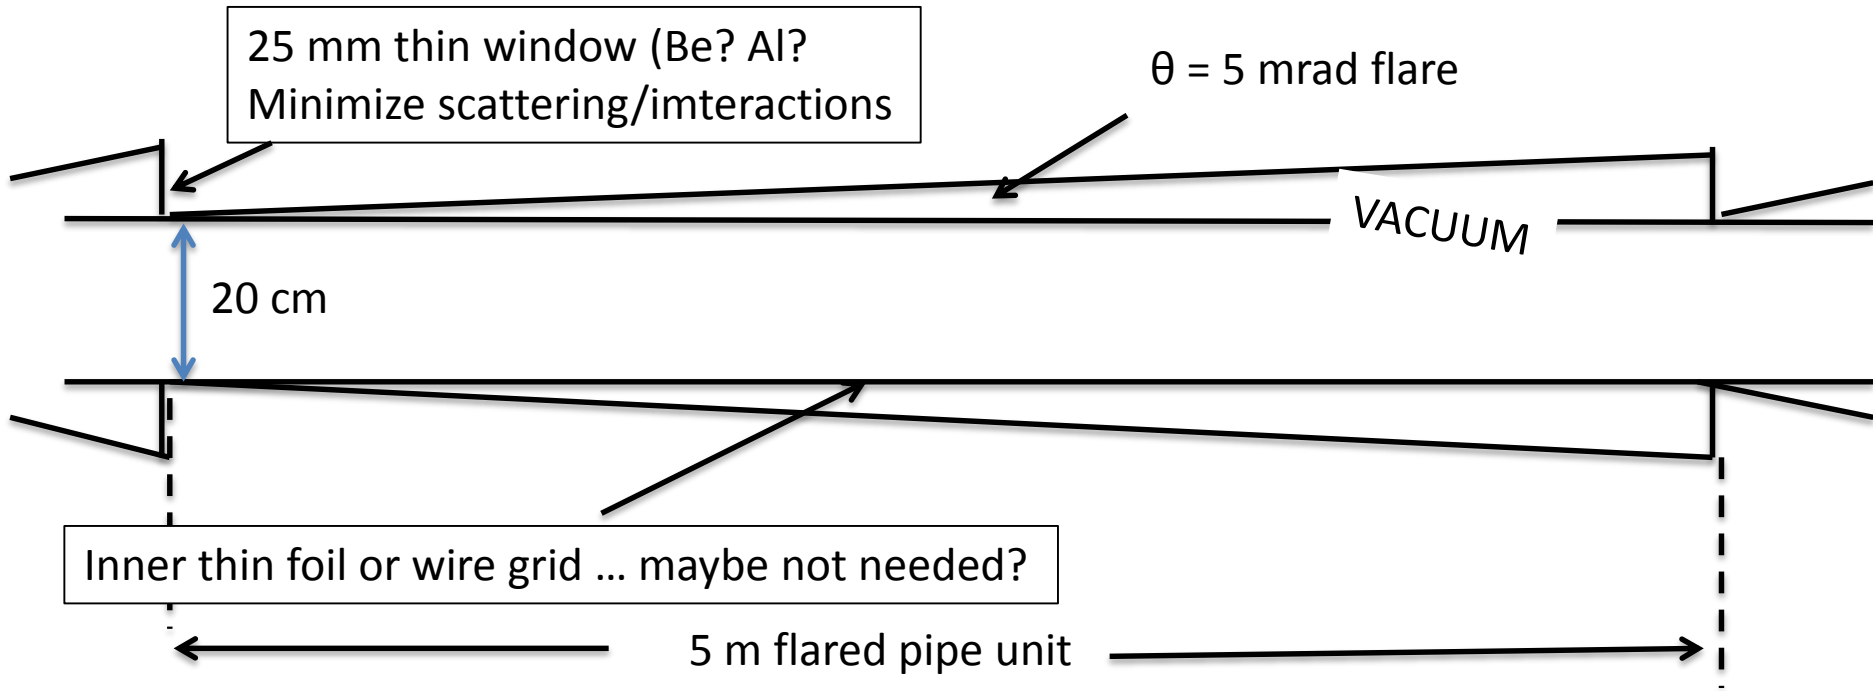 25 mm thin window (Be? Al?
Minimize scattering/imteractions
θ = 5 mrad flare
VACUUM
20 cm
Inner thin foil or wire grid … maybe not needed?
5 m flared pipe unit